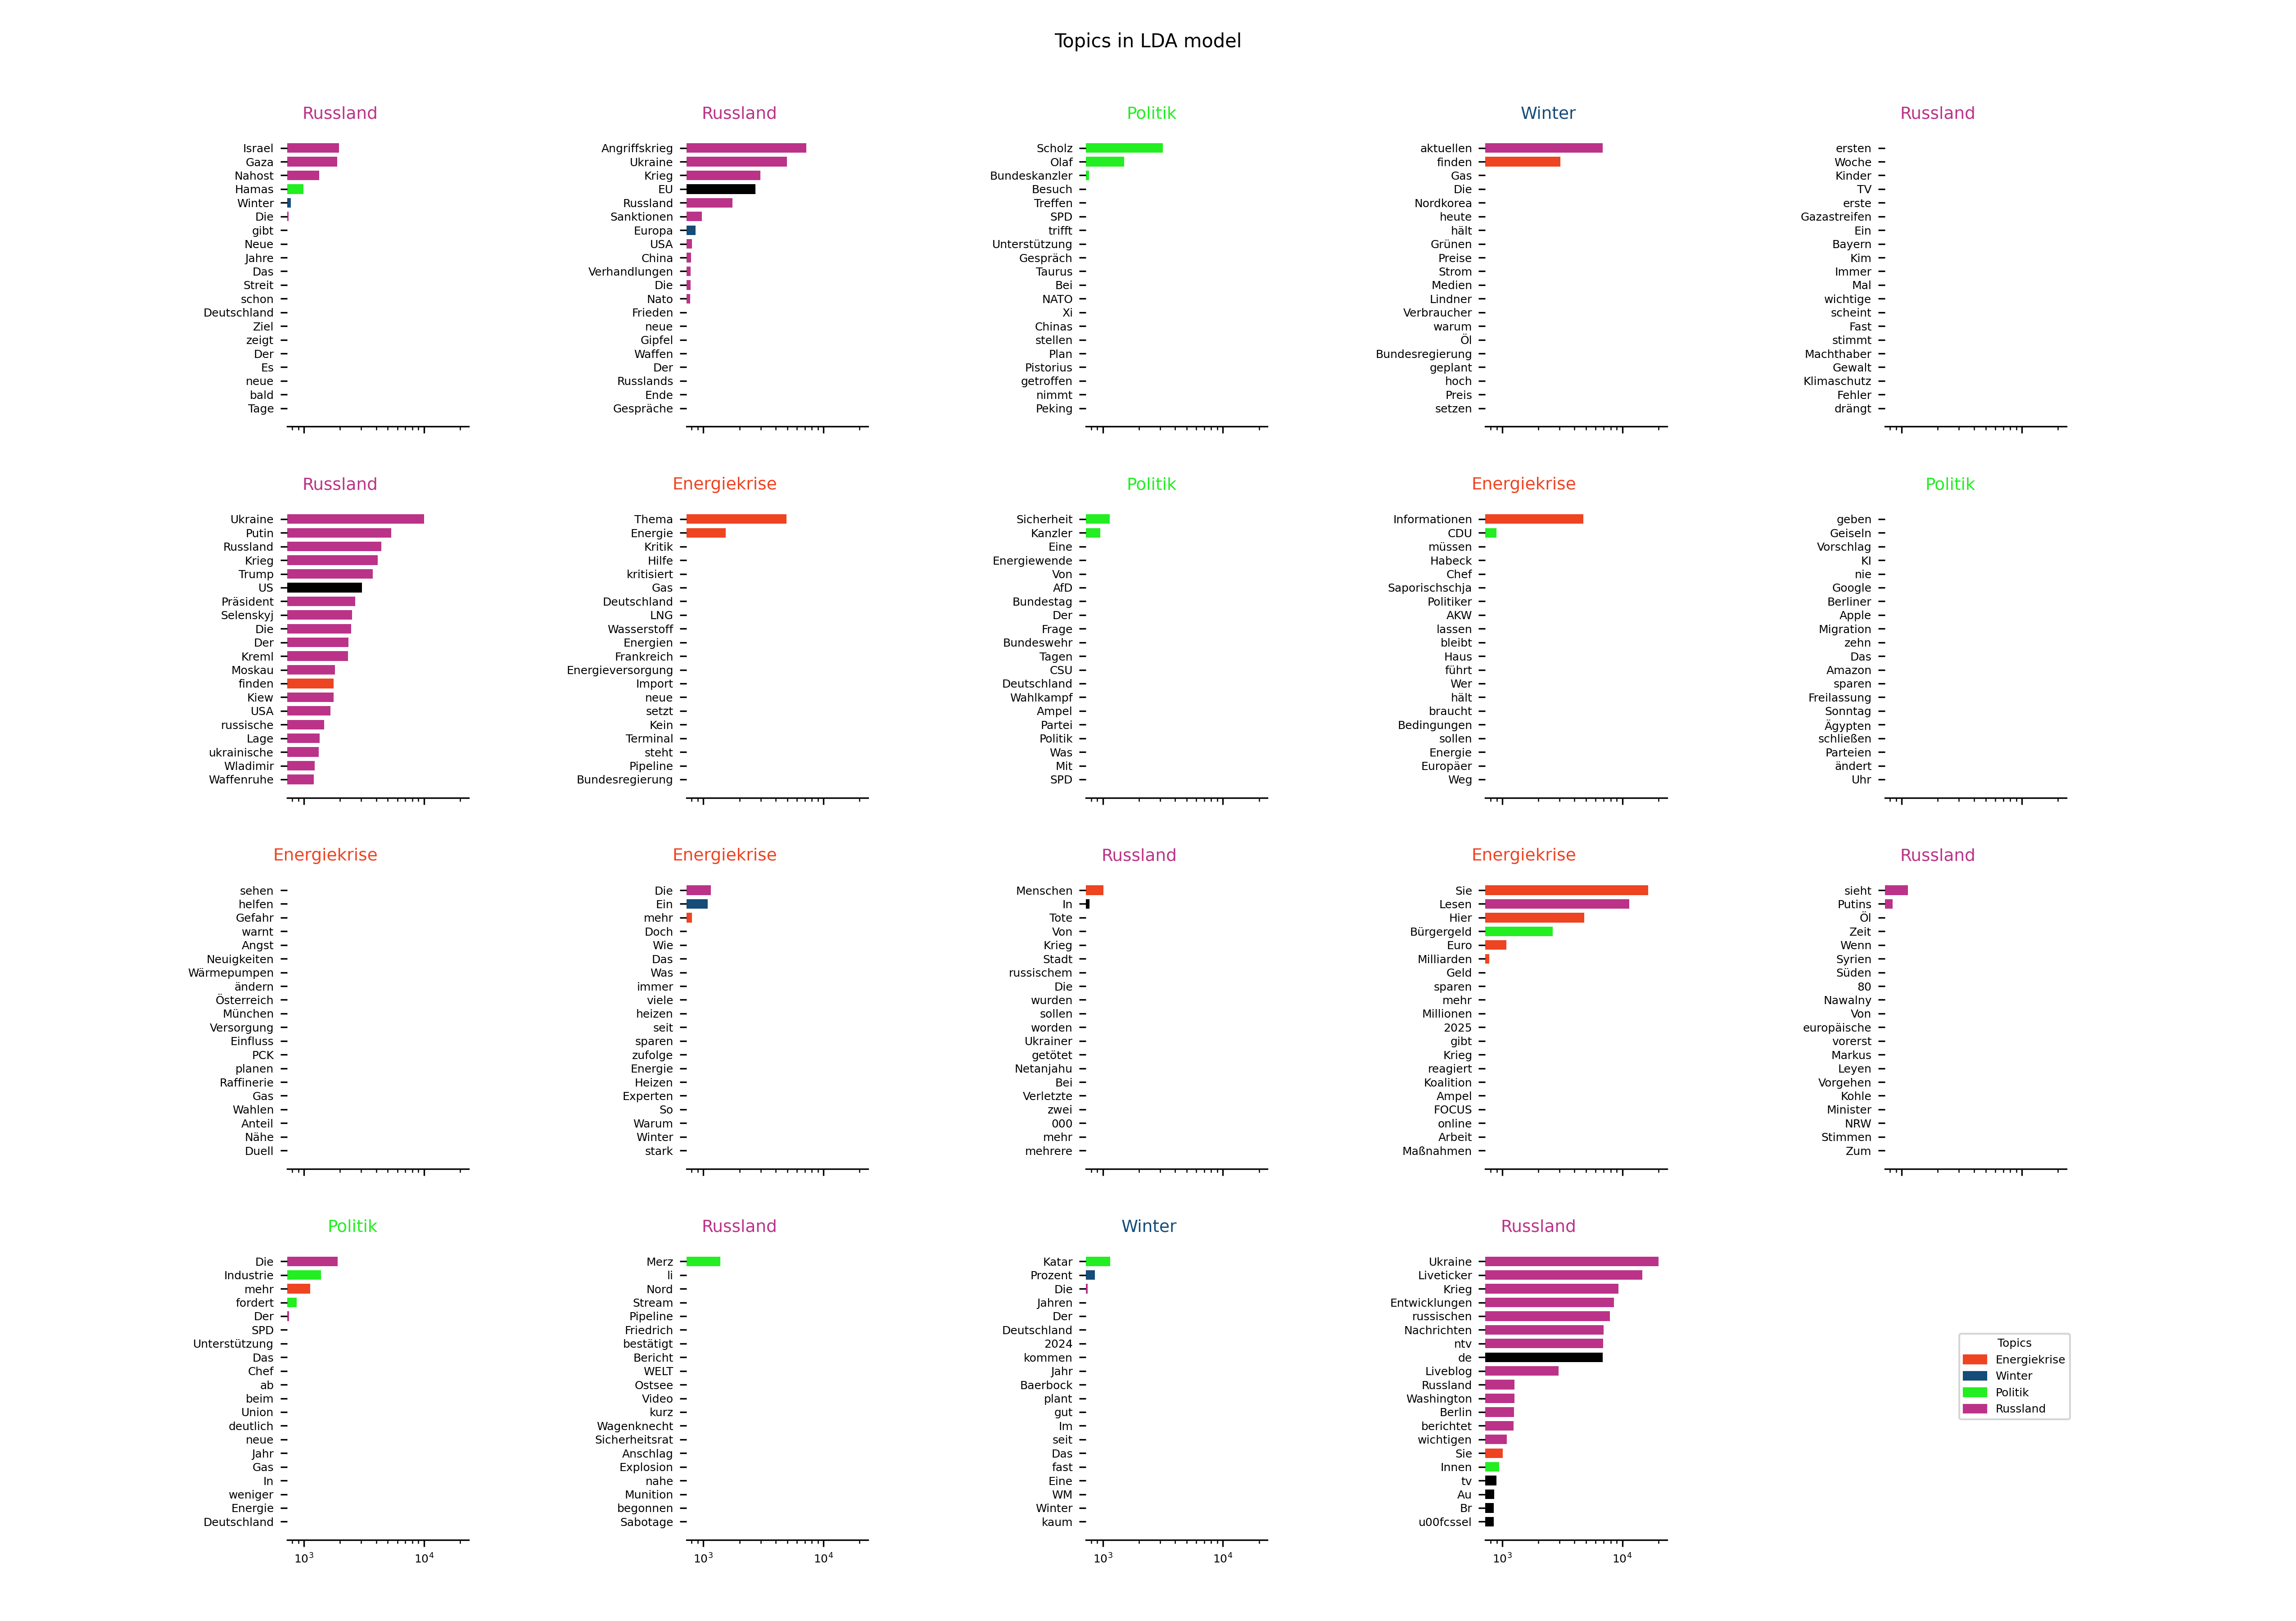 Topics in LDA model
Russland
Israel
Gaza
Nahost
Hamas
Winter
Die
gibt
Neue
Jahre
Das
Streit
schon
Deutschland
Ziel
zeigt
Der
Es
neue
bald
Tage
Russland
Angriffskrieg
Ukraine
Krieg
EU
Russland
Sanktionen
Europa
USA
China
Verhandlungen
Die
Nato
Frieden
neue
Gipfel
Waffen
Der
Russlands
Ende
Gespräche
Politik
Scholz
Olaf
Bundeskanzler
Besuch
Treffen
SPD
trifft
Unterstützung
Gespräch
Taurus
Bei
NATO
Xi
Chinas
stellen
Plan
Pistorius
getroffen
nimmt
Peking
Winter
aktuellen
finden
Gas
Die
Nordkorea
heute
hält
Grünen
Preise
Strom
Medien
Lindner
Verbraucher
warum
Öl
Bundesregierung
geplant
hoch
Preis
setzen
Russland
ersten
Woche
Kinder
TV
erste
Gazastreifen
Ein
Bayern
Kim
Immer
Mal
wichtige
scheint
Fast
stimmt
Machthaber
Gewalt
Klimaschutz
Fehler
drängt
Russland
Ukraine
Putin
Russland
Krieg
Trump
US
Präsident
Selenskyj
Die
Der
Kreml
Moskau
finden
Kiew
USA
russische
Lage
ukrainische
Wladimir
Waffenruhe
Energiekrise
Thema
Energie
Kritik
Hilfe
kritisiert
Gas
Deutschland
LNG
Wasserstoff
Energien
Frankreich
Energieversorgung
Import
neue
setzt
Kein
Terminal
steht
Pipeline
Bundesregierung
Politik
Sicherheit
Kanzler
Eine
Energiewende
Von
AfD
Bundestag
Der
Frage
Bundeswehr
Tagen
CSU
Deutschland
Wahlkampf
Ampel
Partei
Politik
Was
Mit
SPD
Energiekrise
Informationen
CDU
müssen
Habeck
Chef
Saporischschja
Politiker
AKW
lassen
bleibt
Haus
führt
Wer
hält
braucht
Bedingungen
sollen
Energie
Europäer
Weg
Politik
geben
Geiseln
Vorschlag
KI
nie
Google
Berliner
Apple
Migration
zehn
Das
Amazon
sparen
Freilassung
Sonntag
Ägypten
schließen
Parteien
ändert
Uhr
Energiekrise
sehen
helfen
Gefahr
warnt
Angst
Neuigkeiten
Wärmepumpen
ändern
Österreich
München
Versorgung
Einfluss
PCK
planen
Raffinerie
Gas
Wahlen
Anteil
Nähe
Duell
Energiekrise
Die
Ein
mehr
Doch
Wie
Das
Was
immer
viele
heizen
seit
sparen
zufolge
Energie
Heizen
Experten
So
Warum
Winter
stark
Russland
Menschen
In
Tote
Von
Krieg
Stadt
russischem
Die
wurden
sollen
worden
Ukrainer
getötet
Netanjahu
Bei
Verletzte
zwei
000
mehr
mehrere
Energiekrise
Sie
Lesen
Hier
Bürgergeld
Euro
Milliarden
Geld
sparen
mehr
Millionen
2025
gibt
Krieg
reagiert
Koalition
Ampel
FOCUS
online
Arbeit
Maßnahmen
Russland
sieht
Putins
Öl
Zeit
Wenn
Syrien
Süden
80
Nawalny
Von
europäische
vorerst
Markus
Leyen
Vorgehen
Kohle
Minister
NRW
Stimmen
Zum
Politik
Die
Industrie
mehr
fordert
Der
SPD
Unterstützung
Das
Chef
ab
beim
Union
deutlich
neue
Jahr
Gas
In
weniger
Energie
Deutschland
10³ 10⁴
Russland
Merz
li
Nord
Stream
Pipeline
Friedrich
bestätigt
Bericht
WELT
Ostsee
Video
kurz
Wagenknecht
Sicherheitsrat
Anschlag
Explosion
nahe
Munition
begonnen
Sabotage
10³ 10⁴
Winter
Katar
Prozent
Die
Jahren
Der
Deutschland
2024
kommen
Jahr
Baerbock
plant
gut
Im
seit
Das
fast
Eine
WM
Winter
kaum
10³ 10⁴
Russland
Ukraine
Liveticker
Krieg
Entwicklungen
russischen
Nachrichten
ntv
de
Liveblog
Russland
Washington
Berlin
berichtet
wichtigen
Sie
Innen
tv
Au
Br
u00fcssel
10³ 10⁴
Topics
Energiekrise
Winter
Politik
Russland